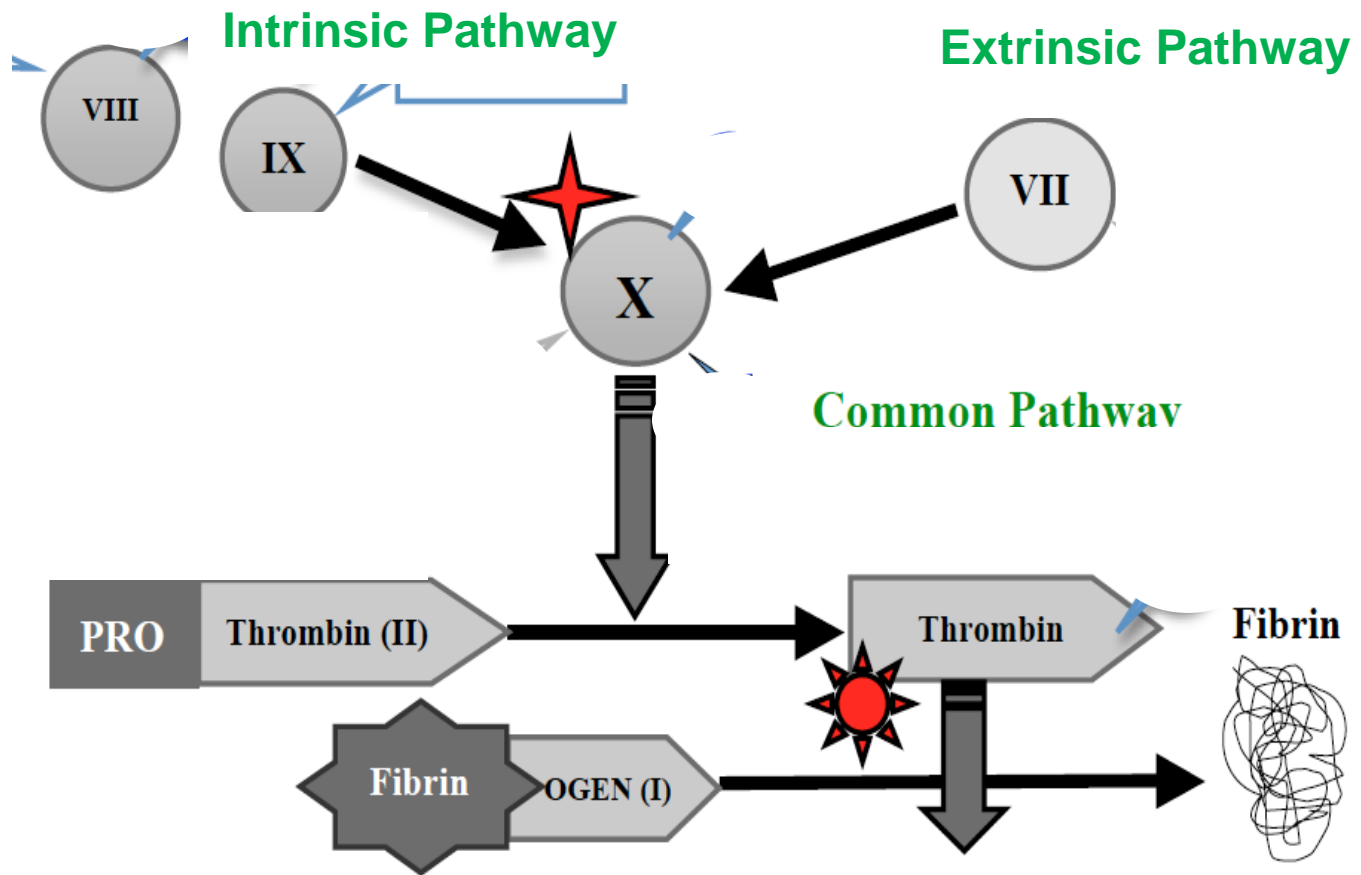 Intrinsic Pathway
Extrinsic Pathway
VIII
IX
VII
X
Common Pathwav
PRO
Thrombin (II)
Thrombin
Fibrin
Fibrin
OGEN (I)